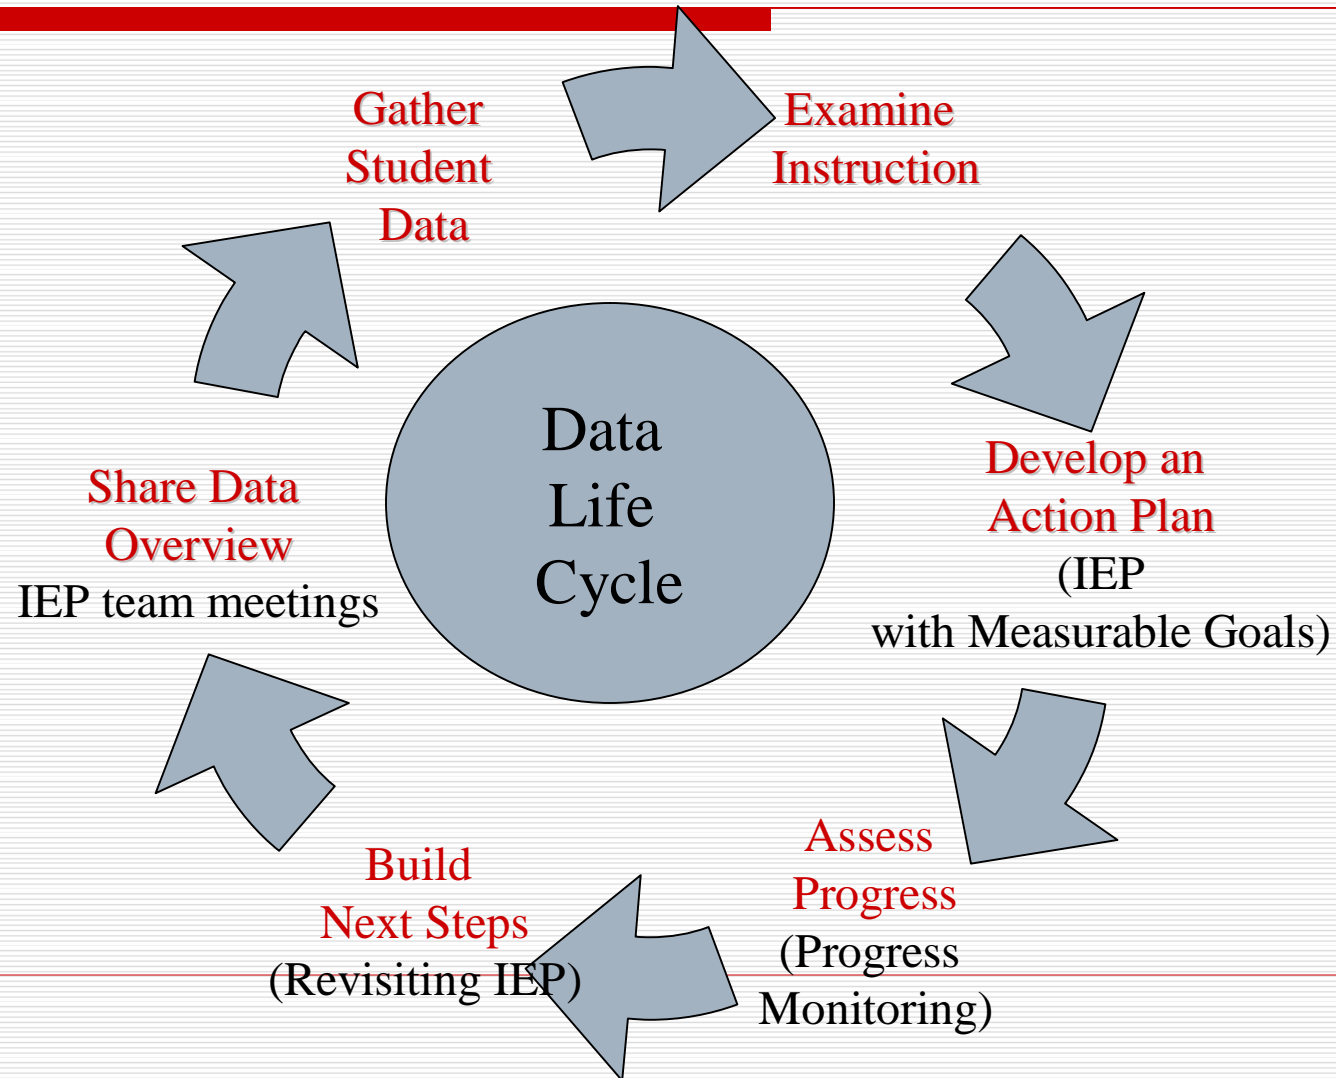 Gather
Student
Data
Examine
Instruction
Develop an
Action Plan
(IEP
with Measurable Goals)
Assess
Progress
(Progress
Monitoring)
Build
Next Steps
(Revisiting IEP)
Share Data
Overview
IEP team meetings
Data
Life
Cycle